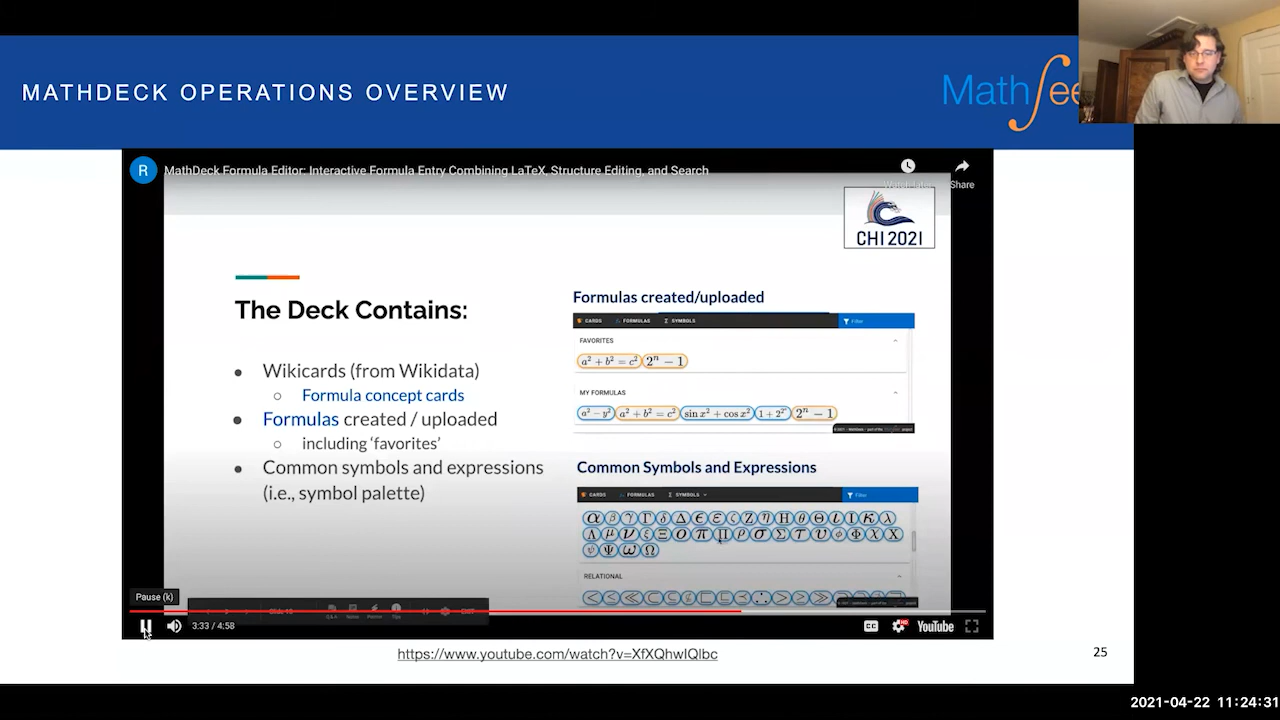 MATHDECK OPERATIONS OVERVIEW
Math
R
MathDeck Formula Editor: Interactive Formula Entry Combining LaTeX, Structure Editing, and Search
Share
CHI 2021
The Deck Contains:
Wikicards (from Wikidata)
Formula concept cards
Formulas created / uploaded
including 'favorites'
Common symbols and expressions
(i.e., symbol palette)
Formulas created/uploaded
CARDS FORMULAS SYMBOLS Filter
FAVORITES
a² + b² = c² 2ⁿ − 1
MY FORMULAS
a² − y² a² + b² = c² sin x² + cos x² 2ⁿ − 1
Common Symbols and Expressions
CARDS FORMULAS SYMBOLS Filter
RELATIONAL
Pause (k)
3:33 / 4:58
CC HD YouTube
https://www.youtube.com/watch?v=XfXQhwIQlbc
25
2021-04-22 11:24:31